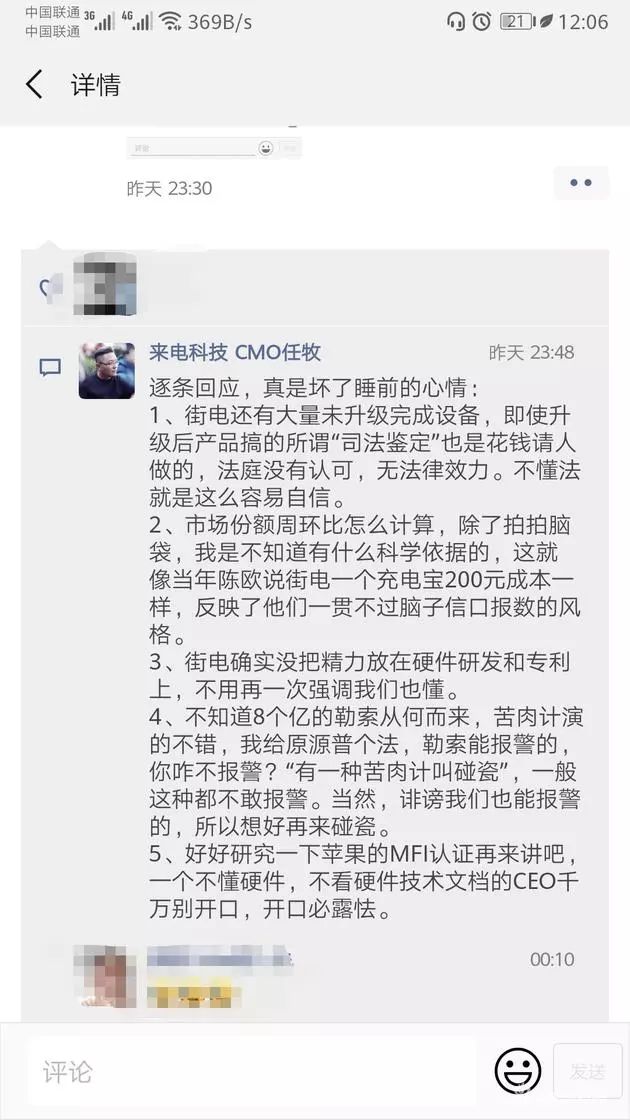 中国联通
中国联通
3G
4G
369B/s
21
12:06
详情
评论
昨天 23:30
来电科技 CMO任牧
昨天 23:48
逐条回应，真是坏了睡前的心情：
1、街电还有大量未升级完成设备，即使升
级后产品搞的所谓“司法鉴定”也是花钱请人
做的，法庭没有认可，无法律效力。不懂法
就是这么容易自信。
2、市场份额周环比怎么计算，除了拍拍脑
袋，我是不知道有什么科学依据的，这就
像当年陈欧说街电一个充电宝200元成本一
样，反映了他们一贯不过脑子信口报数的风
格。
3、街电确实没把精力放在硬件研发和专利
上，不用再一次强调我们也懂。
4、不知道8个亿的勒索从何而来，苦肉计演
的不错，我给原源普个法，勒索能报警的，
你咋不报警？“有一种苦肉计叫碰瓷”，一般
这种都不敢报警。当然，诽谤我们也能报警
的，所以想好再来碰瓷。
5、好好研究一下苹果的MFI认证再来讲吧，
一个不懂硬件，不看硬件技术文档的CEO千
万别开口，开口必露怯。
00:10
评论
发送